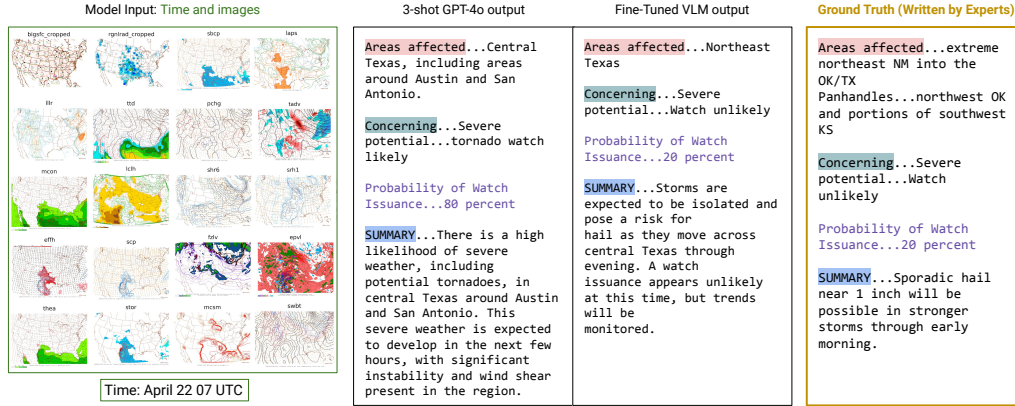 Model Input: Time and images
bigsfc_cropped
rgnlrad_cropped
sbcp
laps
lllr
ttd
pchg
tadv
mcon
lclh
shr6
srh1
effh
scp
fztv
epvl
thea
stor
mcsm
swbt
Time: April 22 07 UTC
3-shot GPT-4o output
Areas affected...Central
Texas, including areas
around Austin and San
Antonio.
Concerning...Severe
potential...tornado watch
likely
Probability of Watch
Issuance...80 percent
SUMMARY...There is a high
likelihood of severe
weather, including
potential tornadoes, in
central Texas around Austin
and San Antonio. This
severe weather is expected
to develop in the next few
hours, with significant
instability and wind shear
present in the region.
Fine-Tuned VLM output
Areas affected...Northeast
Texas
Concerning...Severe
potential...Watch unlikely
Probability of Watch
Issuance...20 percent
SUMMARY...Storms are
expected to be isolated and
pose a risk for
hail as they move across
central Texas through
evening. A watch
issuance appears unlikely
at this time, but trends
will be
monitored.
Ground Truth (Written by Experts)
Areas affected...extreme
northeast NM into the
OK/TX
Panhandles...northwest OK
and portions of southwest
KS
Concerning...Severe
potential...Watch
unlikely
Probability of Watch
Issuance...20 percent
SUMMARY...Sporadic hail
near 1 inch will be
possible in stronger
storms through early
morning.